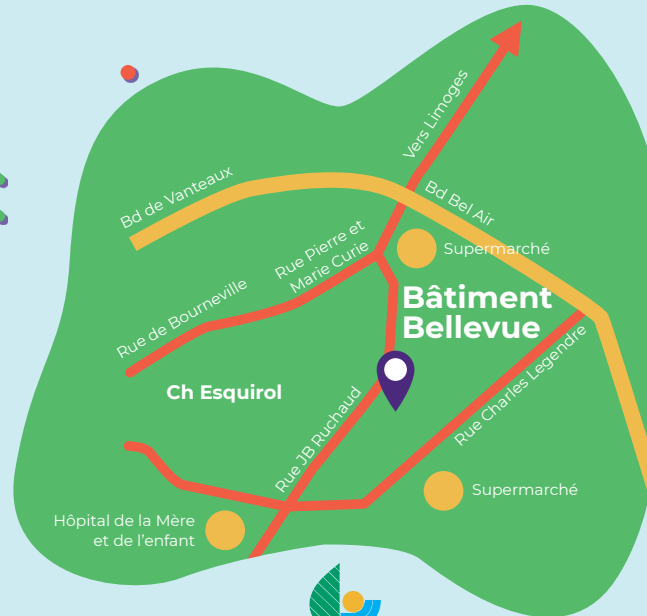 Vers Limoges
Bd de Vanteaux
Bd Bel Air
Rue Pierre et
Marie Curie
Supermarché
Rue de Bourneville
Bâtiment
Bellevue
Ch Esquirol
Rue JB Ruchaud
Rue Charles Legendre
Supermarché
Hôpital de la Mère
et de l'enfant